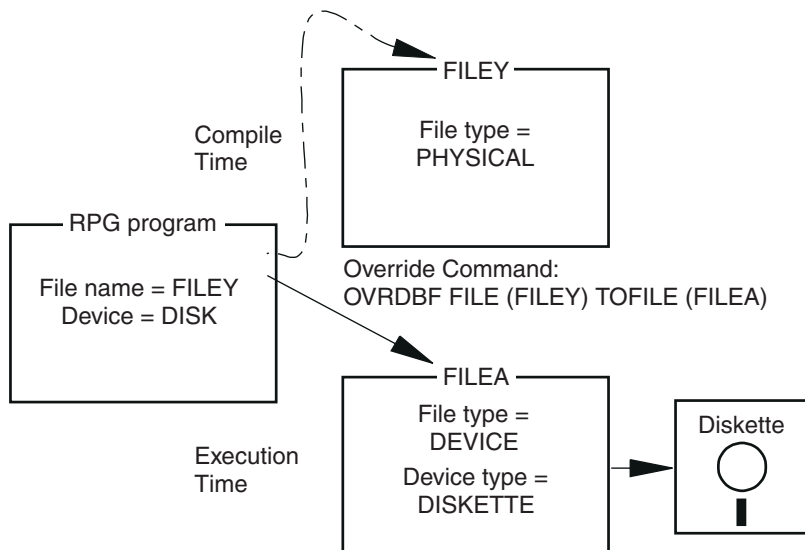 FILEY
File type =
PHYSICAL
Compile
Time
RPG program
File name = FILEY
Device = DISK
Override Command:
OVRDBF FILE (FILEY) TOFILE (FILEA)
FILEA
File type =
DEVICE
Device type =
DISKETTE
Diskette
Execution
Time